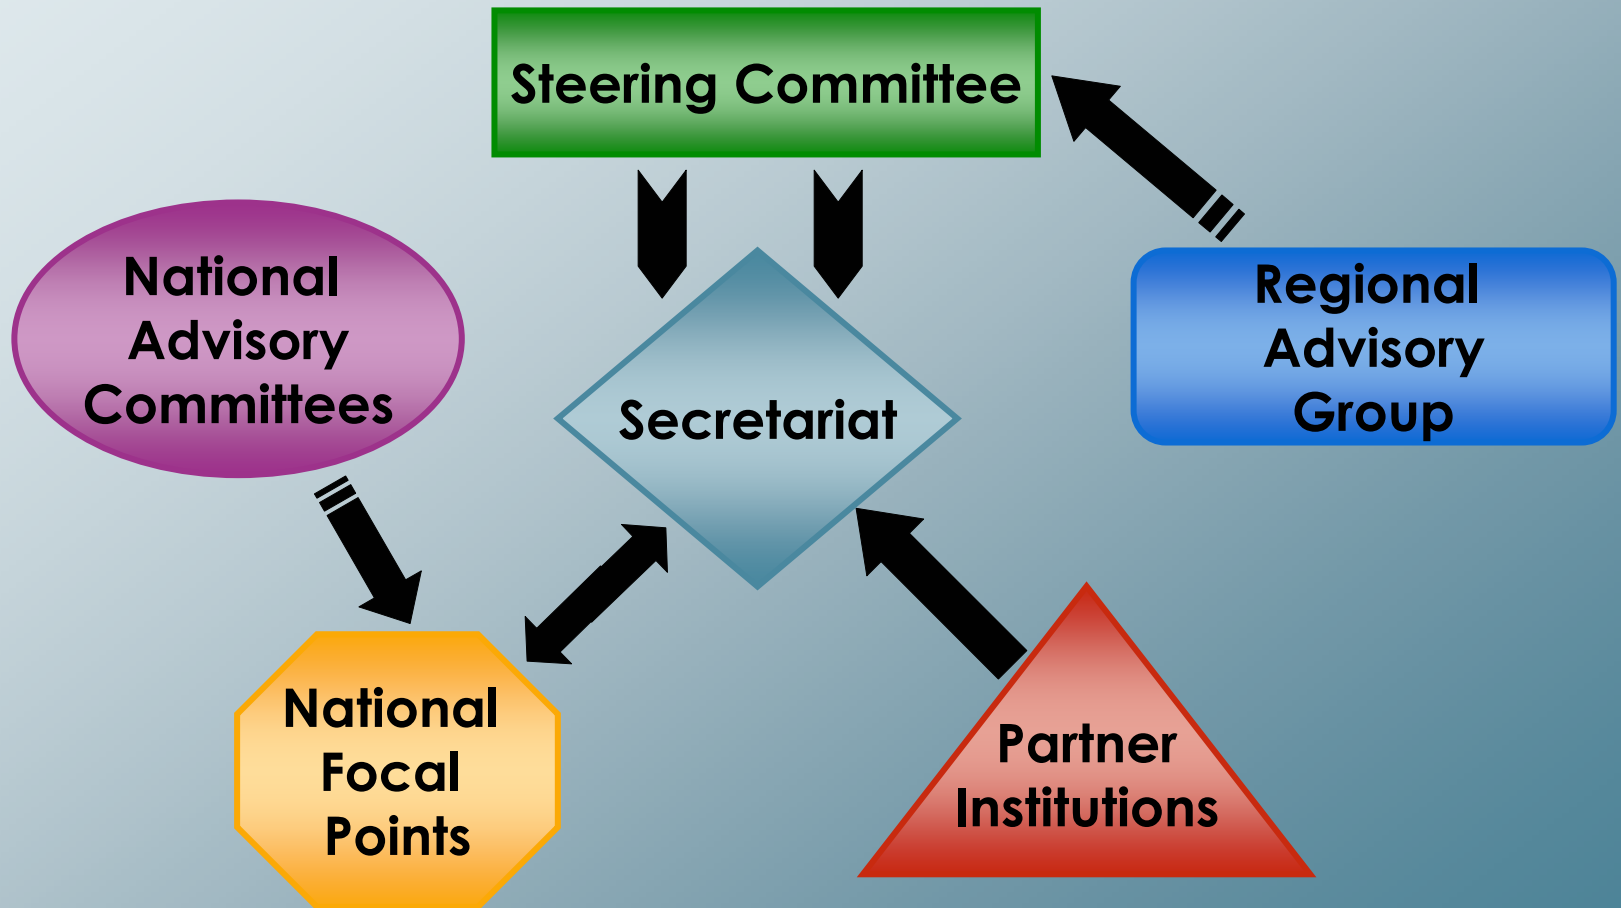 Steering Committee
National
Advisory
Committees
Regional
Advisory
Group
Secretariat
National
Focal
Points
Partner
Institutions